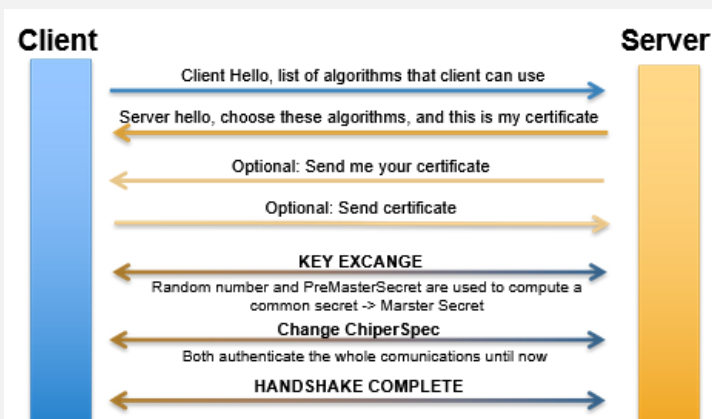 Client
Server
Client Hello, list of algorithms that client can use
Server hello, choose these algorithms, and this is my certificate
Optional: Send me your certificate
Optional: Send certificate
KEY EXCANGE
Random number and PreMasterSecret are used to compute a
common secret -> Marster Secret
Change ChiperSpec
Both authenticate the whole comunications until now
HANDSHAKE COMPLETE